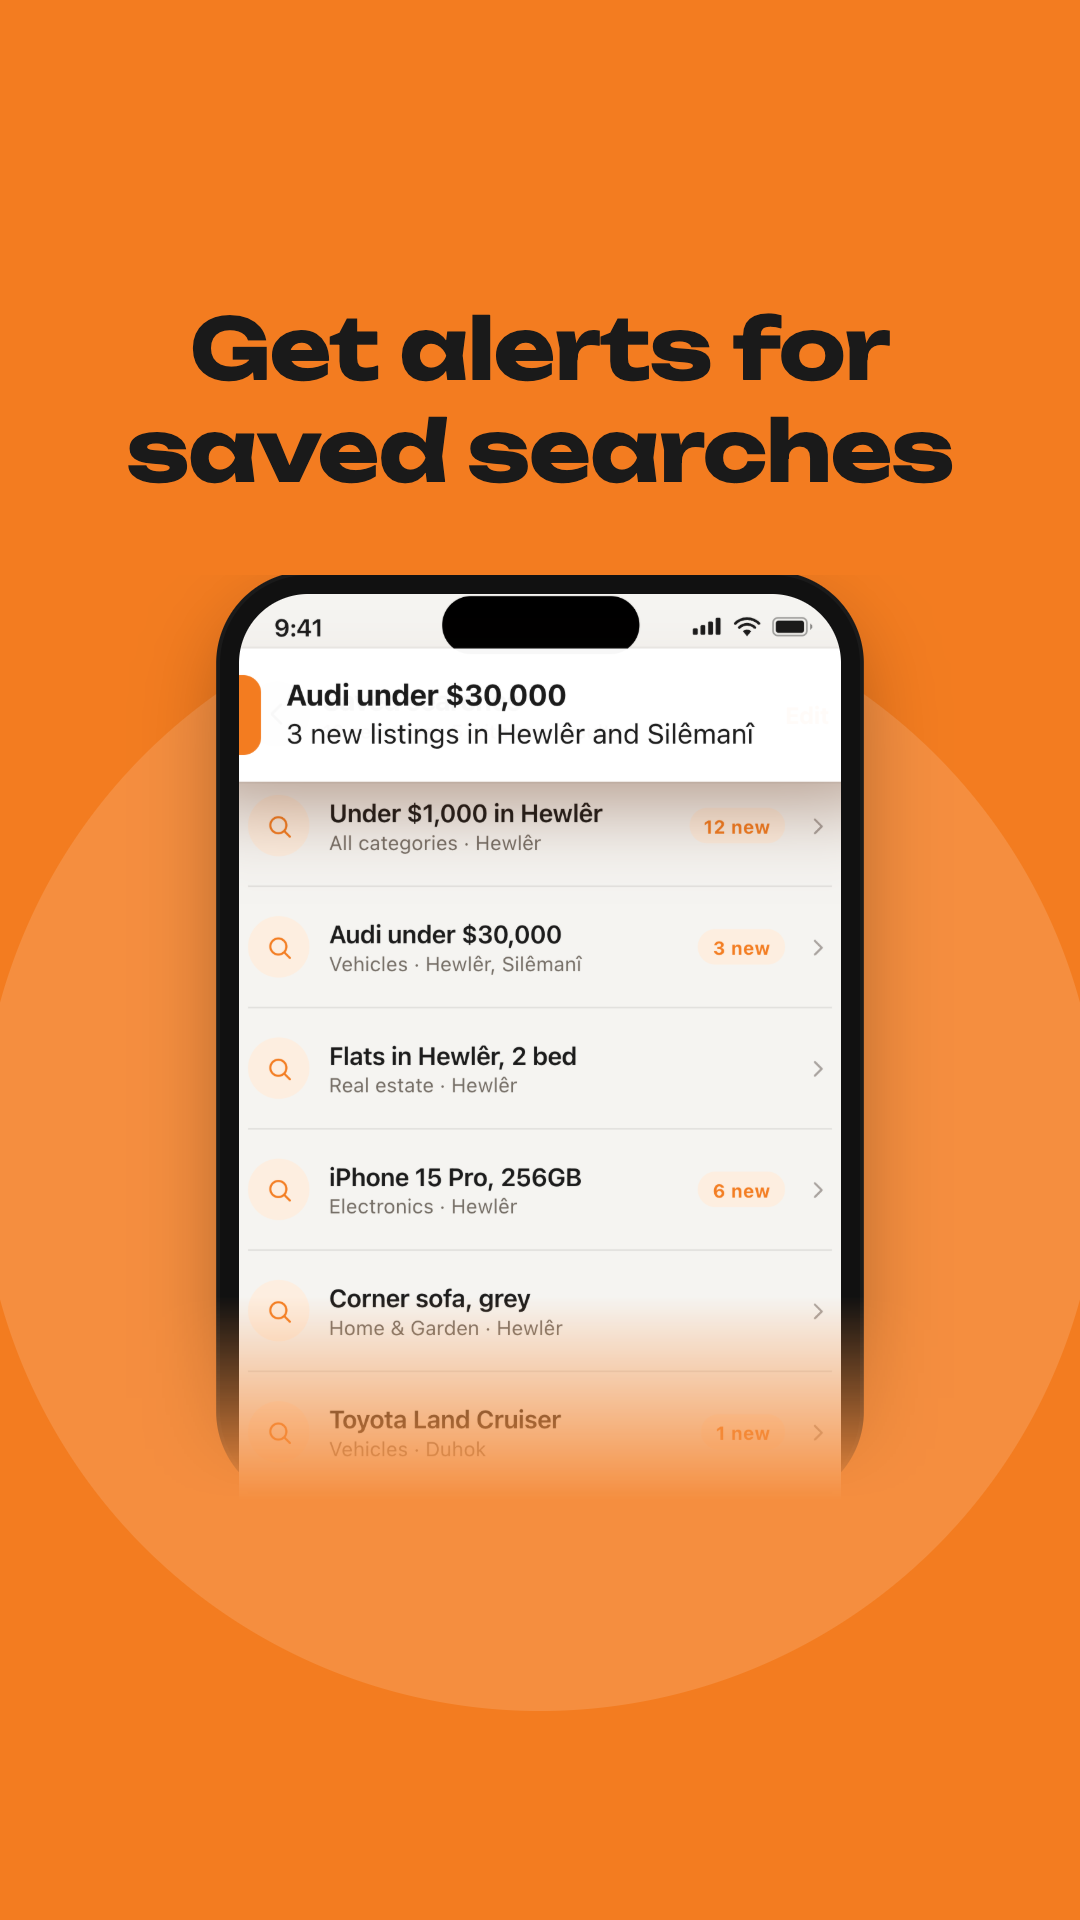 Get alerts for
saved searches
9:41
Audi under $30,000
3 new listings in Hewlêr and Silêmanî
Edit
Under $1,000 in Hewlêr
12 new
All categories · Hewlêr
Audi under $30,000
3 new
Vehicles · Hewlêr, Silêmanî
Flats in Hewlêr, 2 bed
Real estate · Hewlêr
iPhone 15 Pro, 256GB
6 new
Electronics · Hewlêr
Corner sofa, grey
Home & Garden · Hewlêr
Toyota Land Cruiser
1 new
Vehicles · Duhok